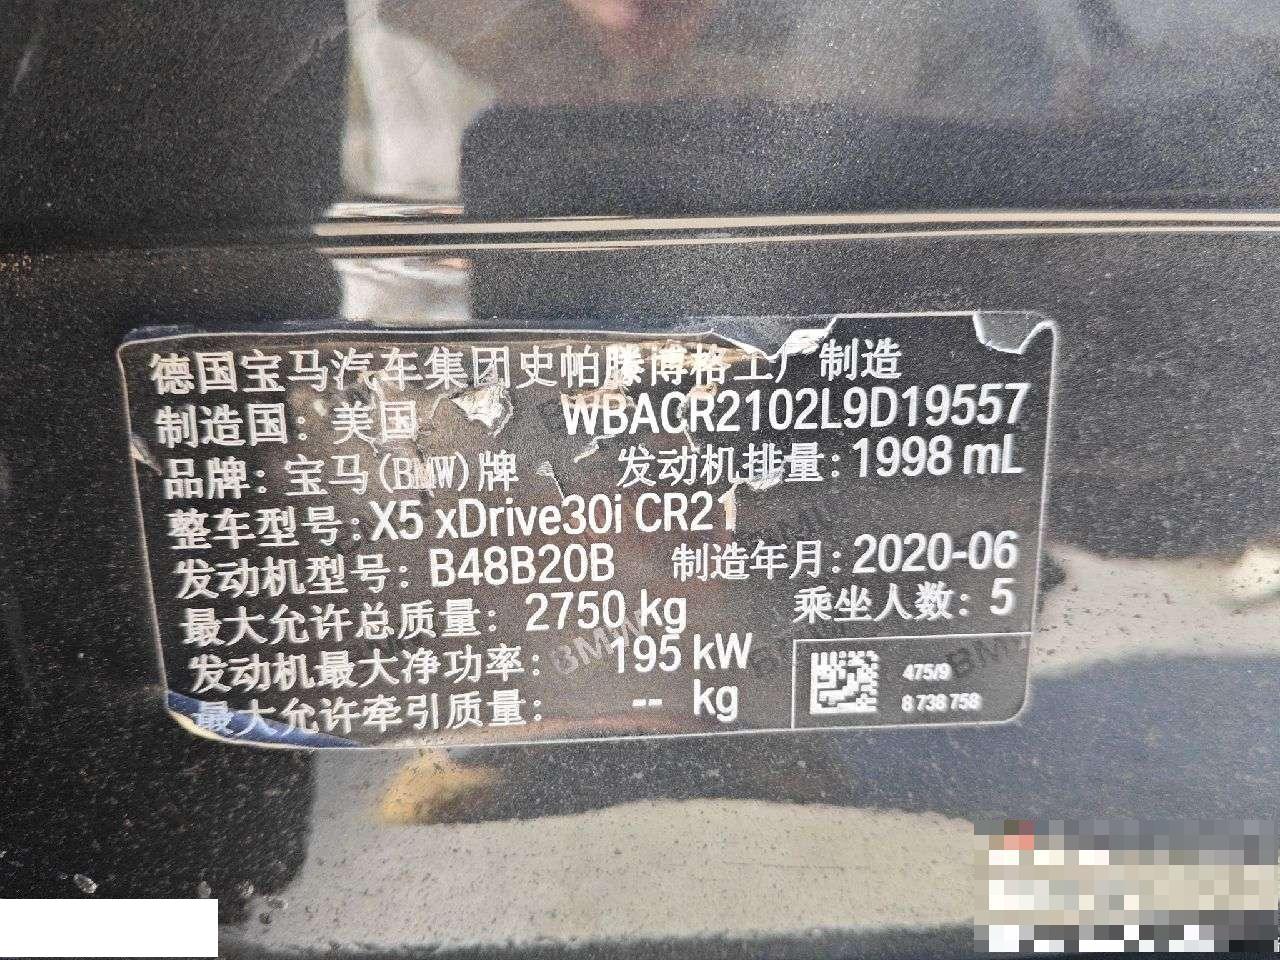 德国宝马汽车集团史帕滕博格工厂制造
制造国：美国 WBACR2102L9D19557
品牌：宝马(BMW)牌 发动机排量：1998 mL
整车型号：X5 xDrive30i CR21
发动机型号：B48B20B 制造年月：2020-06
最大允许总质量：2750 kg 乘坐人数：5
发动机最大净功率：195 kW
最大允许牵引质量：-- kg
475/9
8 738 758
BMW
BMW
BMW